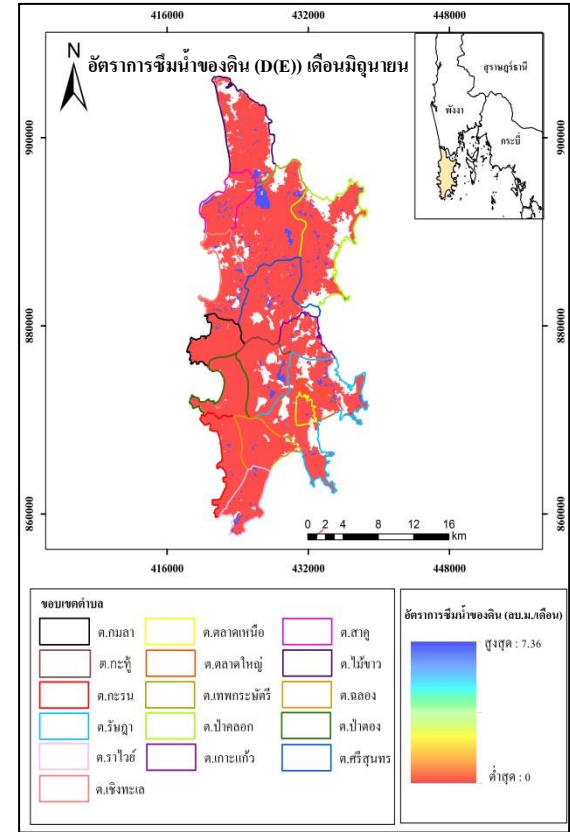 416000 432000 448000
อัตราการซึมน้ำของดิน (D(E)) เดือนมิถุนายน
N
สุราษฎร์ธานี
พังงา
กระบี่
900000 900000
880000 880000
860000 860000
0 2 4 8 12 16
km
416000 432000 448000
ขอบเขตตำบล
ต.กมลา ต.ตลาดเหนือ ต.สาคู
ต.กะทู้ ต.ตลาดใหญ่ ต.ไม้ขาว
ต.กะรน ต.เทพกระษัตรี ต.ฉลอง
ต.รัษฎา ต.ป่าคลอก ต.ป่าตอง
ต.ราไวย์ ต.เกาะแก้ว ต.ศรีสุนทร
ต.เชิงทะเล
อัตราการซึมน้ำของดิน (ลบ.ม./เดือน)
สูงสุด : 7.36
ต่ำสุด : 0